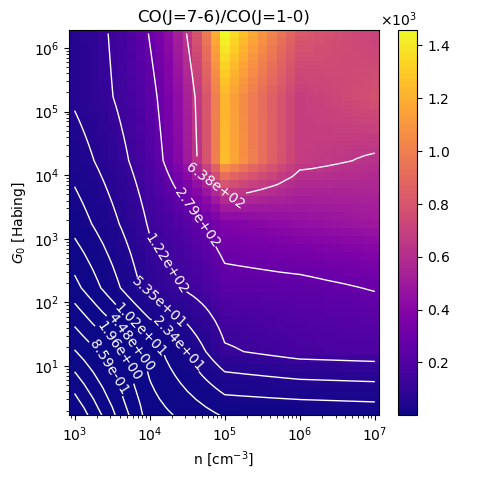 CO(J=7-6)/CO(J=1-0)
×10³
10⁶
10⁵
10⁴
10³
10²
10¹
G₀ [Habing]
6.38e+02
2.79e+02
1.22e+02
5.35e+01
2.34e+01
1.02e+01
4.48e+00
1.96e+00
8.59e-01
10³
10⁴
10⁵
10⁶
10⁷
n [cm⁻³]
1.4
1.2
1.0
0.8
0.6
0.4
0.2